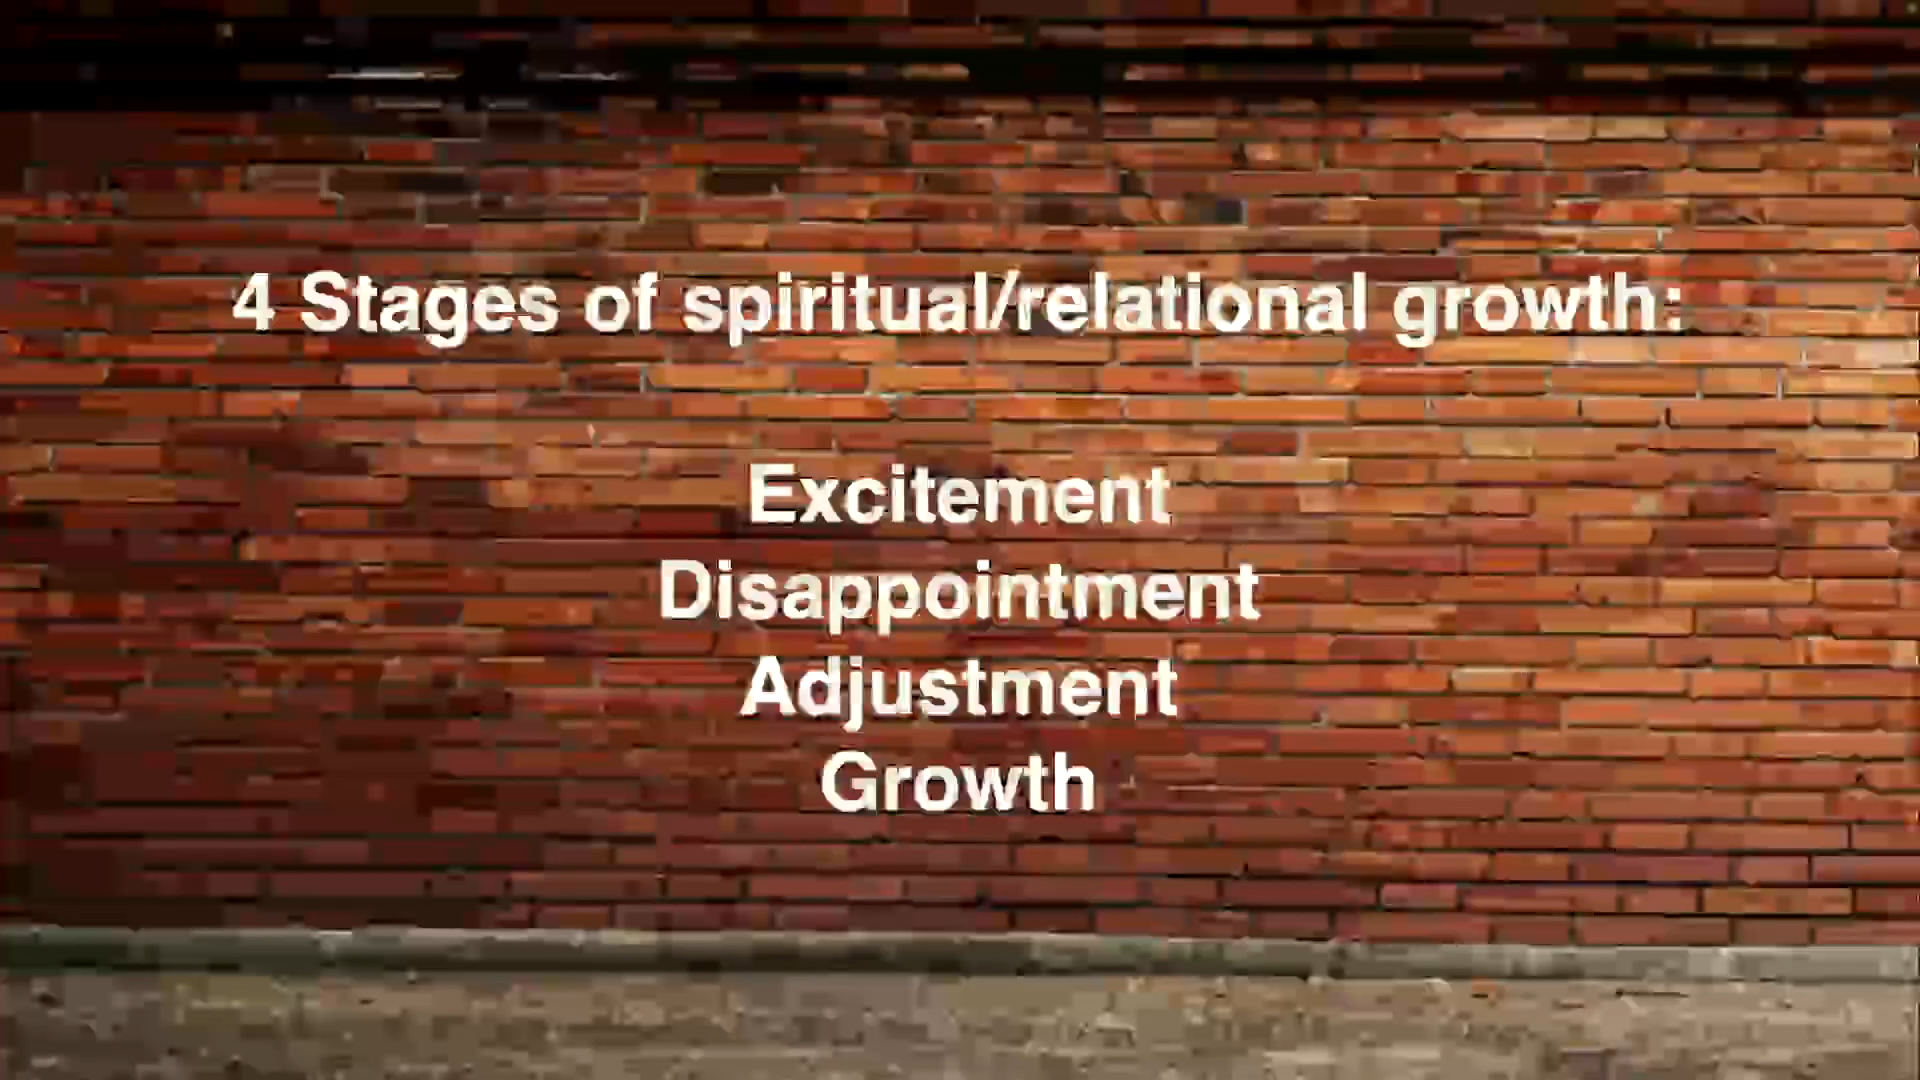 4 Stages of spiritual/relational growth:
Excitement
Disappointment
Adjustment
Growth